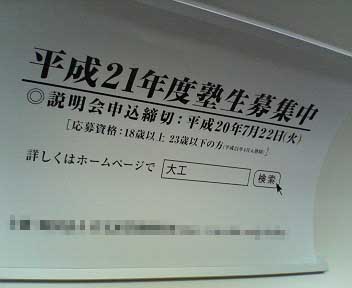 平成21年度塾生募集中
◎説明会申込締切：平成20年7月22日(火)
［応募資格：18歳以上 23歳以下の方
詳しくはホームページで 大工 検索